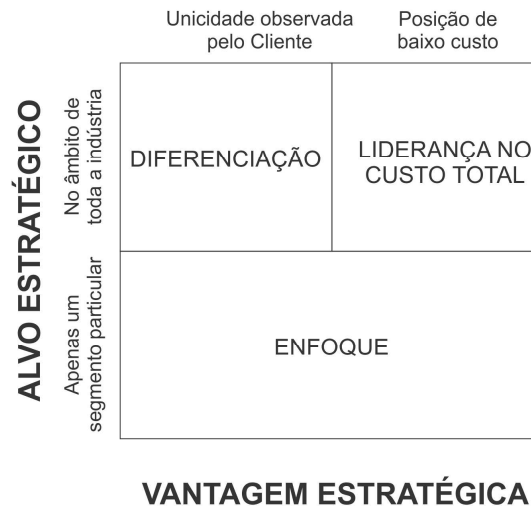 Unicidade observada
pelo Cliente
Posição de
baixo custo
ALVO ESTRATÉGICO
No âmbito de
toda a indústria
DIFERENCIAÇÃO
LIDERANÇA NO
CUSTO TOTAL
Apenas um
segmento particular
ENFOQUE
VANTAGEM ESTRATÉGICA